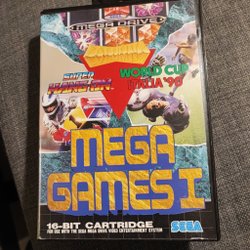 MEGA DRIVE
COLUMNS
SUPER
HANG-ON
WORLD CUP
ITALIA '90
MEGA
GAMES I
16-BIT CARTRIDGE
FOR USE WITH THE SEGA MEGA DRIVE VIDEO ENTERTAINMENT SYSTEM
SEGA